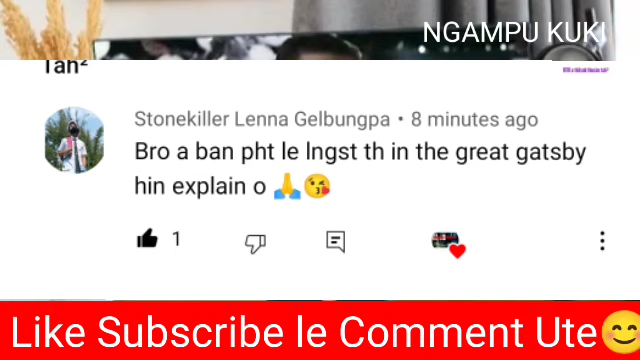 NGAMPU KUKI
Tah²
Stonekiller Lenna Gelbungpa • 8 minutes ago
Bro a ban pht le lngst th in the great gatsby
hin explain o 🙏😘
1
Like Subscribe le Comment Ute😊